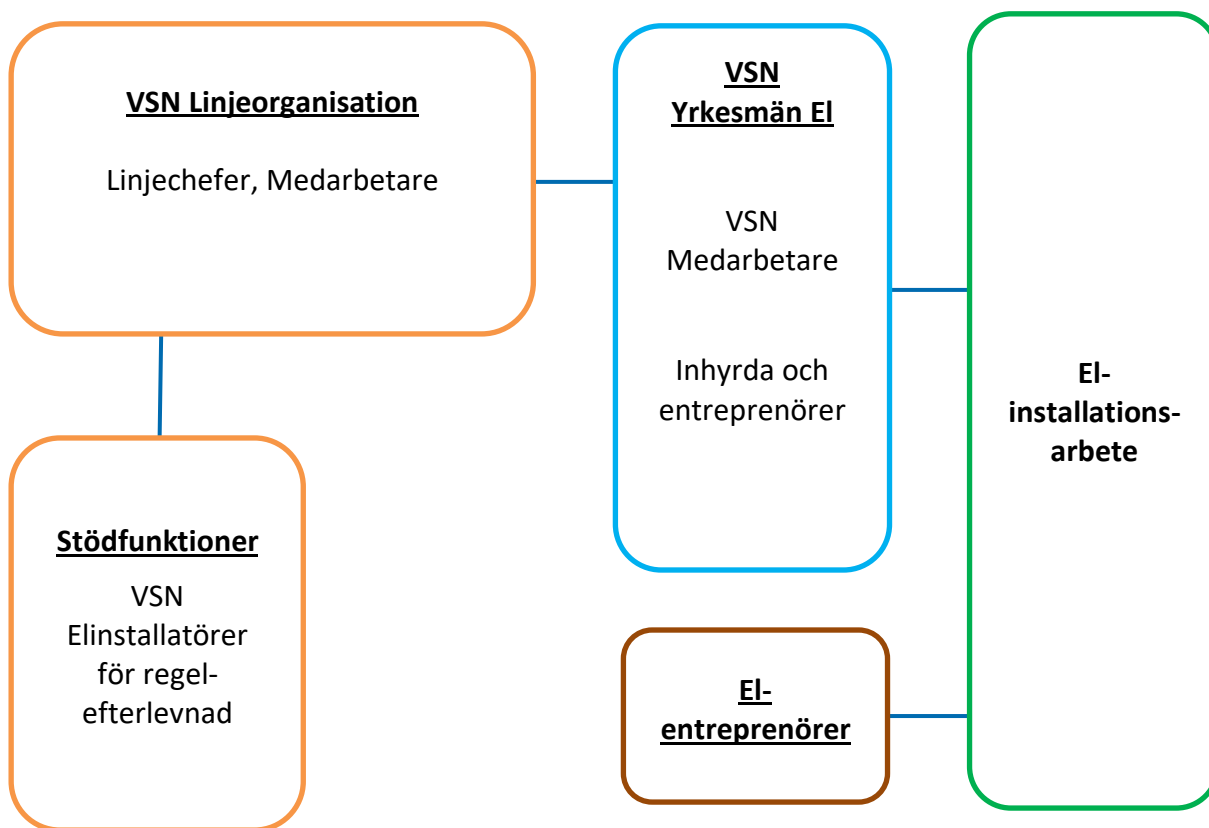 VSN Linjeorganisation
Linjechefer, Medarbetare
VSN
Yrkesmän El
VSN
Medarbetare
Inhyrda och
entreprenörer
El-
installations-
arbete
Stödfunktioner
VSN
Elinstallatörer
för regel-
efterlevnad
El-
entreprenörer